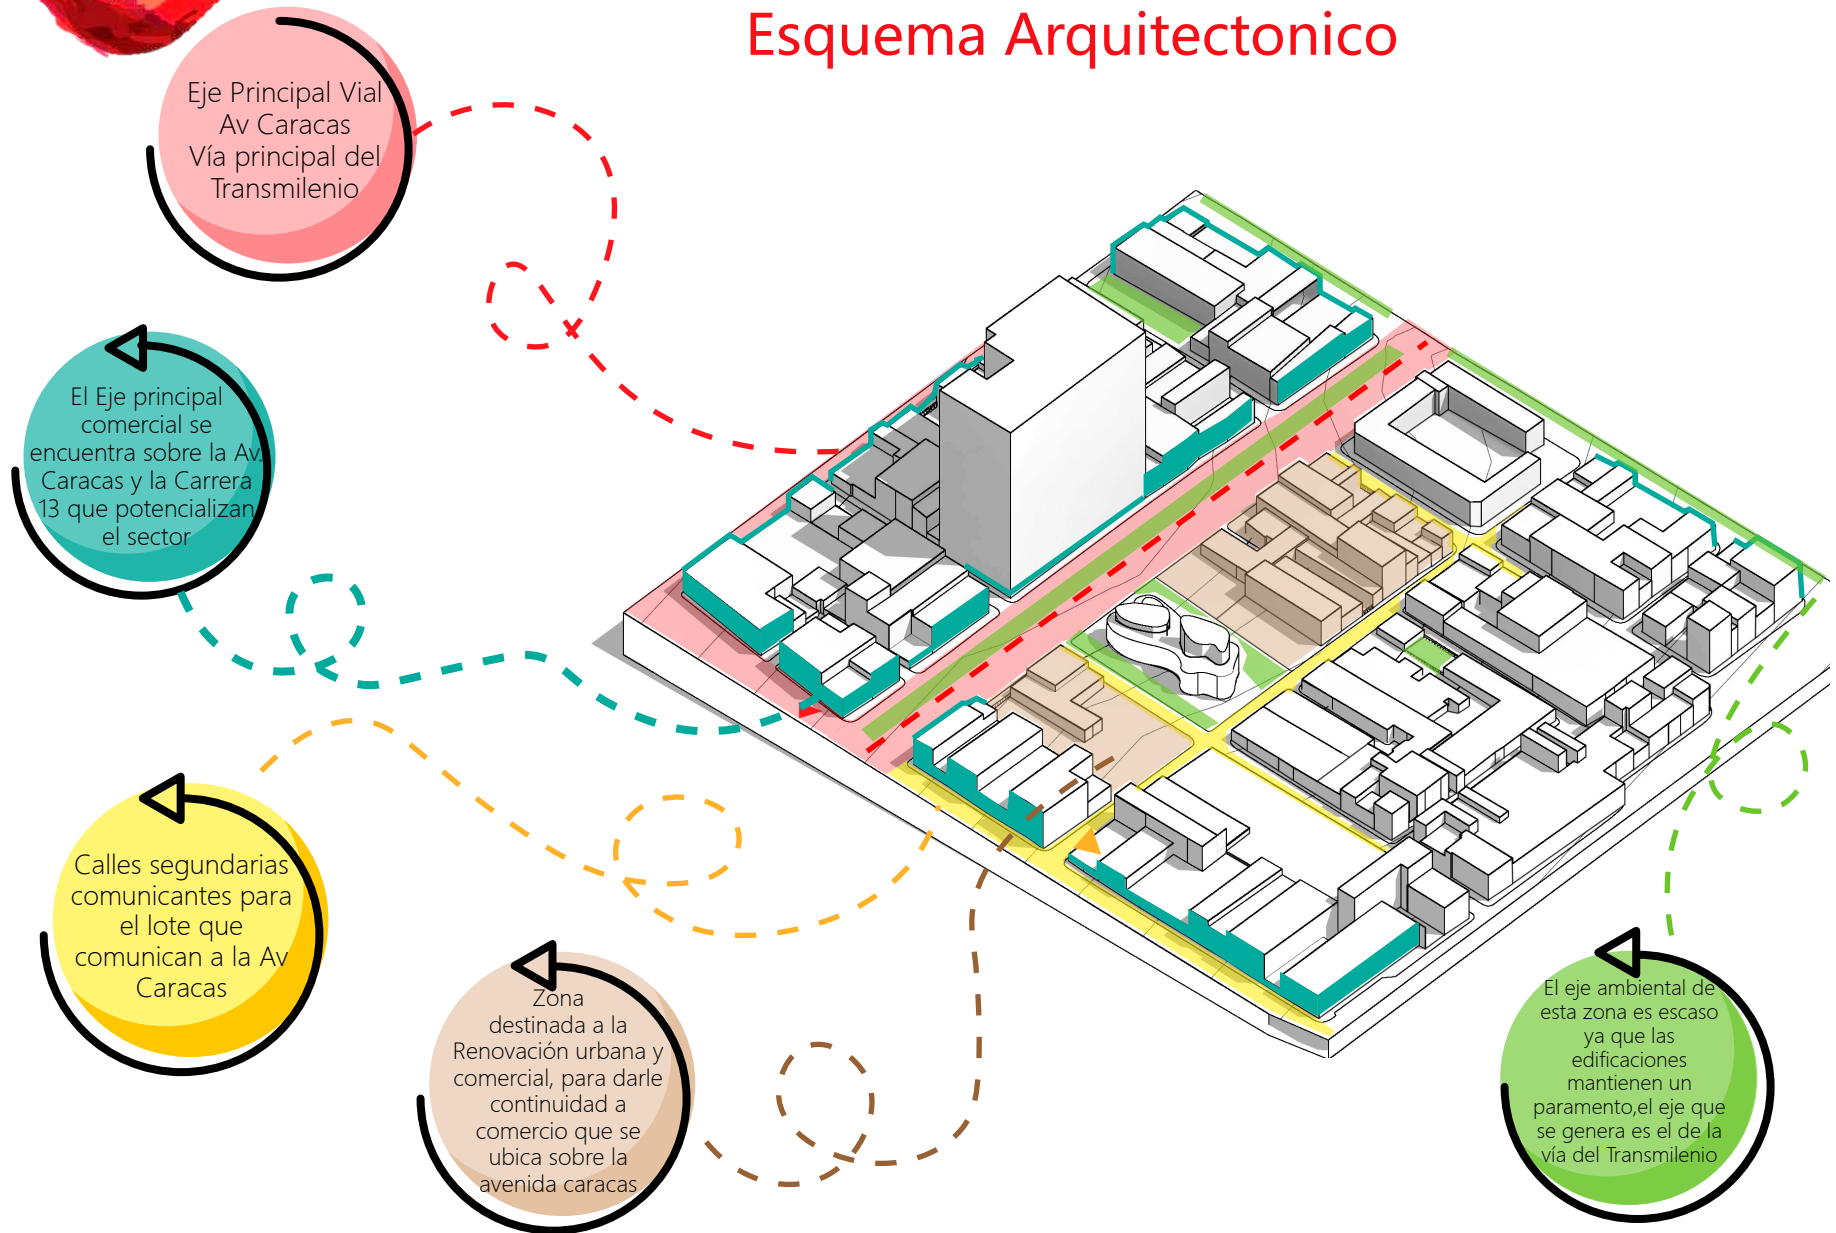 Esquema Arquitectonico
Eje Principal Vial
Av Caracas
Vía principal del
Transmilenio
El Eje principal
comercial se
encuentra sobre la Av.
Caracas y la Carrera
13 que potencializan
el sector
Calles segundarias
comunicantes para
el lote que
comunican a la Av
Caracas
Zona
destinada a la
Renovación urbana y
comercial, para darle
continuidad a
comercio que se
ubica sobre la
avenida caracas
El eje ambiental de
esta zona es escaso
ya que las
edificaciones
mantienen un
paramento,el eje que
se genera es el de la
vía del Transmilenio